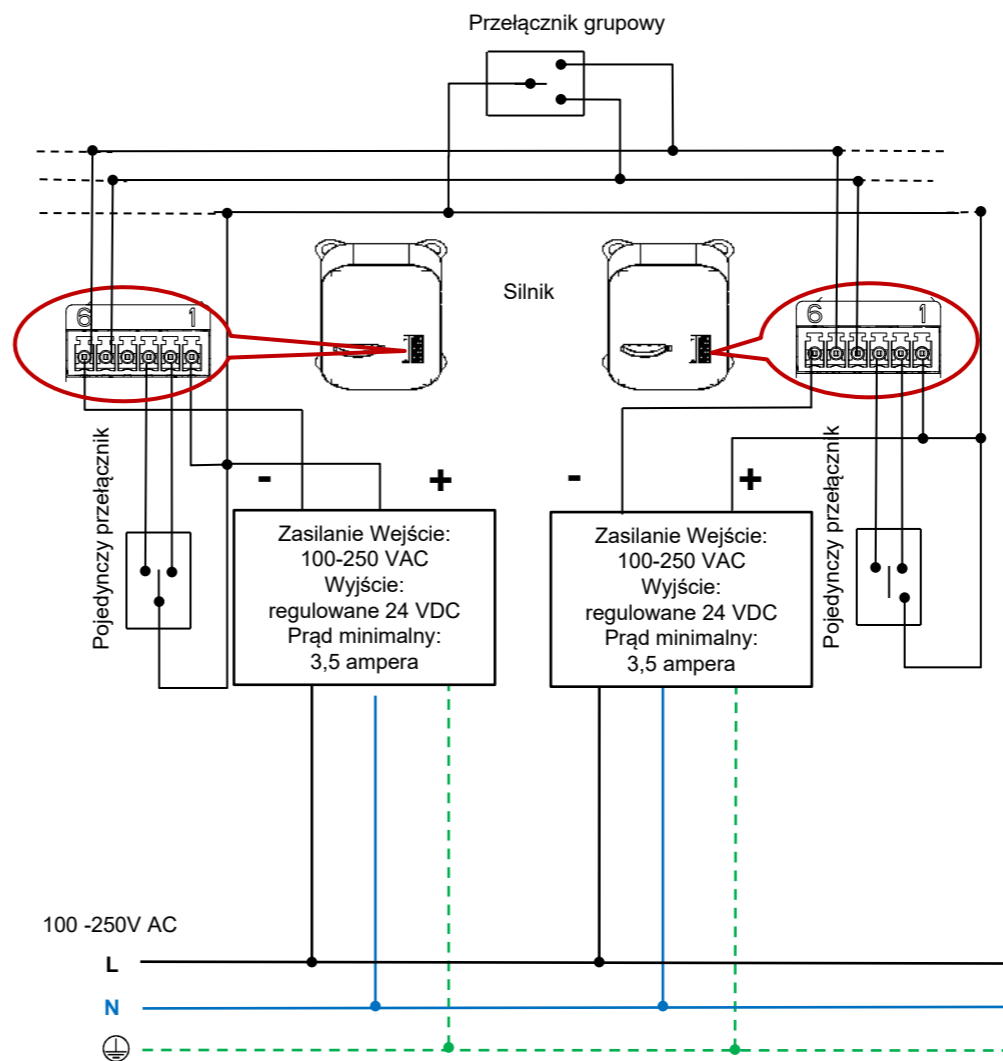 Przełącznik grupowy
Silnik
6 1
6 1
Pojedynczy przełącznik
- +
Zasilanie Wejście:
100-250 VAC
Wyjście:
regulowane 24 VDC
Prąd minimalny:
3,5 ampera
- +
Zasilanie Wejście:
100-250 VAC
Wyjście:
regulowane 24 VDC
Prąd minimalny:
3,5 ampera
Pojedynczy przełącznik
100 -250V AC
L
N